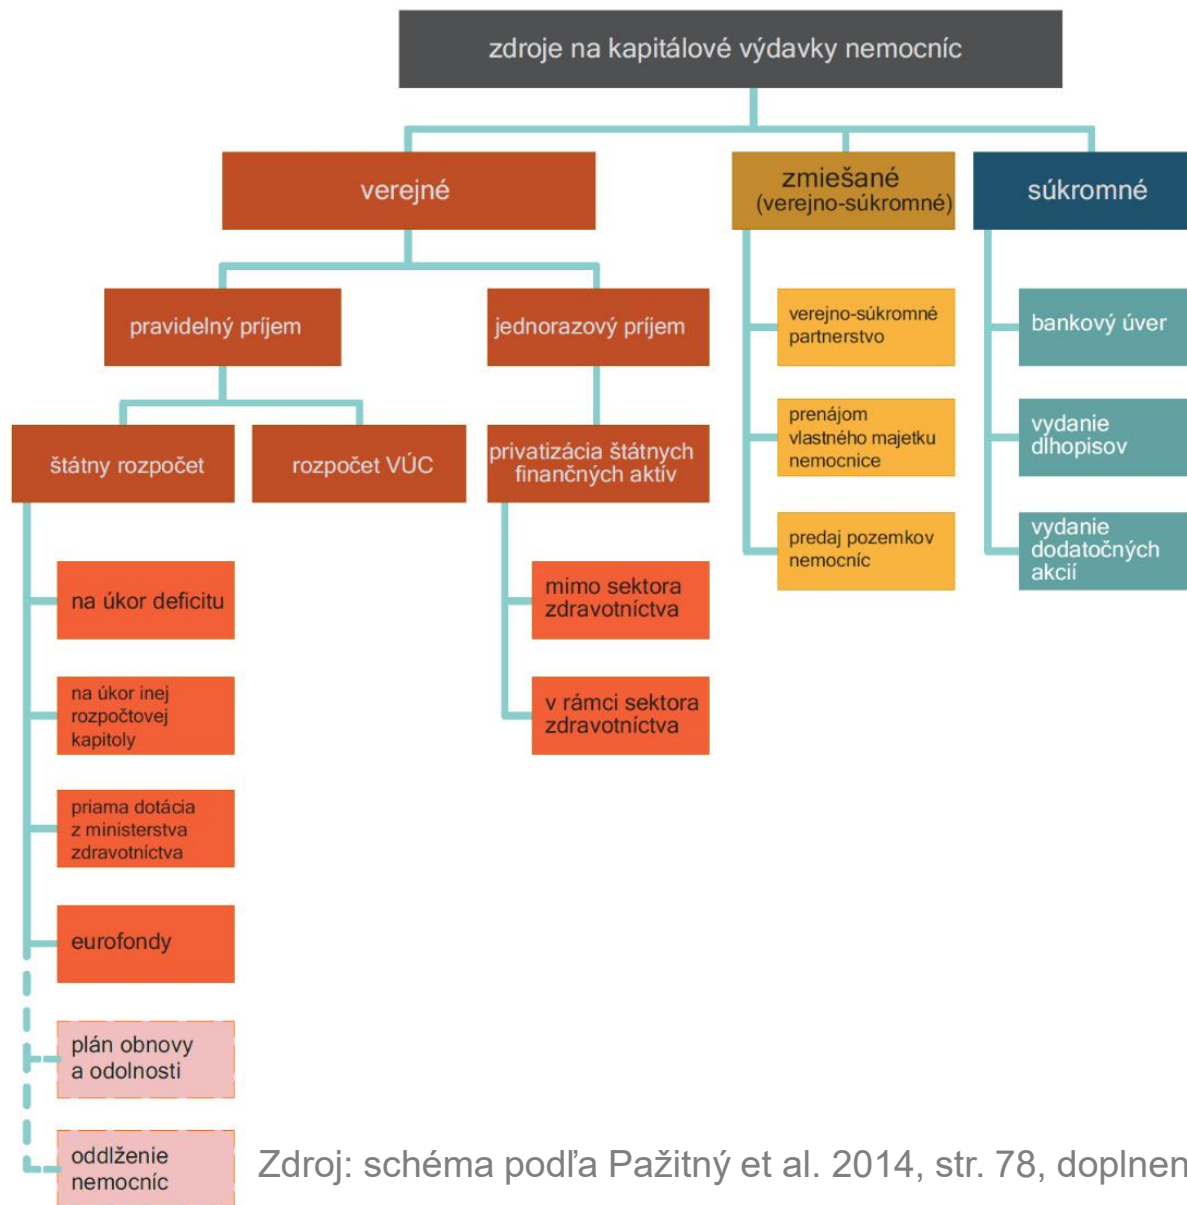 zdroje na kapitálové výdavky nemocníc
verejné
zmiešané
(verejno-súkromné)
súkromné
pravidelný príjem
jednorazový príjem
verejno-súkromné
partnerstvo
bankový úver
prenájom
vlastného majetku
nemocnice
vydanie
dlhopisov
štátny rozpočet
rozpočet VÚC
privatizácia štátnych
finančných aktív
predaj pozemkov
nemocníc
vydanie
dodatočných
akcií
na úkor deficitu
mimo sektora
zdravotníctva
na úkor inej
rozpočtovej
kapitoly
v rámci sektora
zdravotníctva
priama dotácia
z ministerstva
zdravotníctva
eurofondy
plán obnovy
a odolnosti
oddlženie
nemocníc
Zdroj: schéma podľa Pažitný et al. 2014, str. 78, doplnen